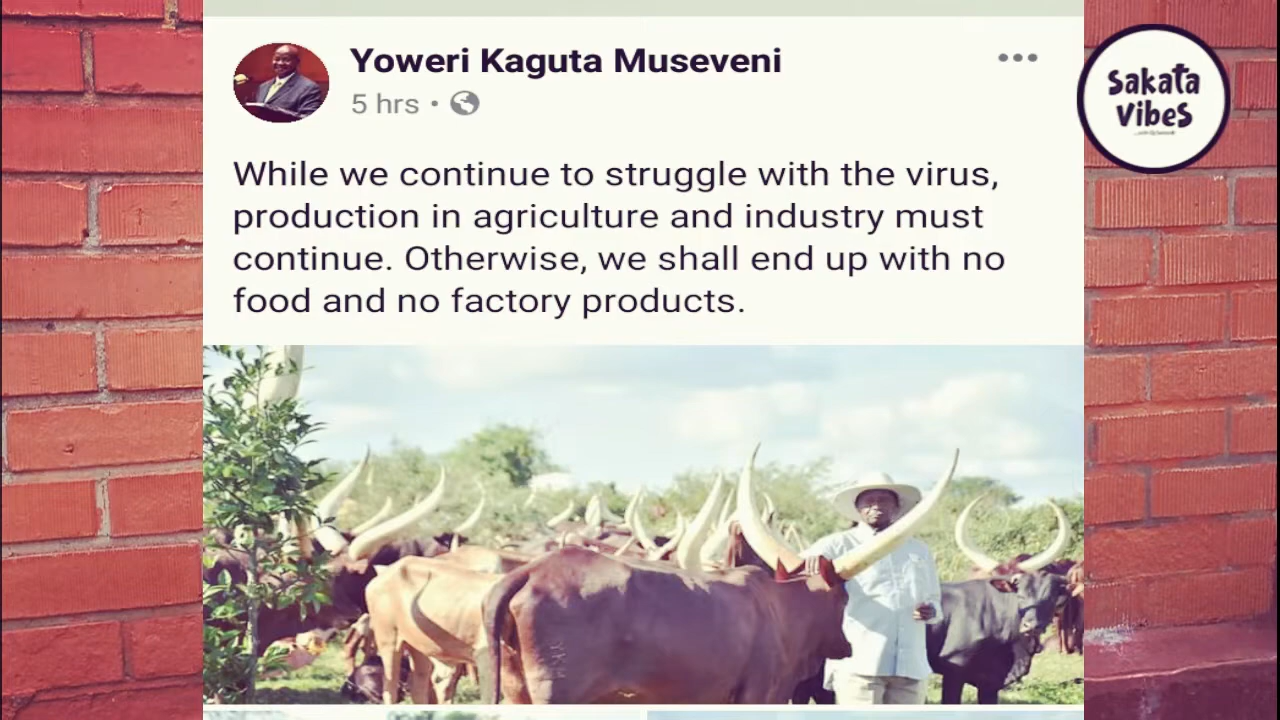 Yoweri Kaguta Museveni
5 hrs •
While we continue to struggle with the virus,
production in agriculture and industry must
continue. Otherwise, we shall end up with no
food and no factory products.
Sakata
Vibes